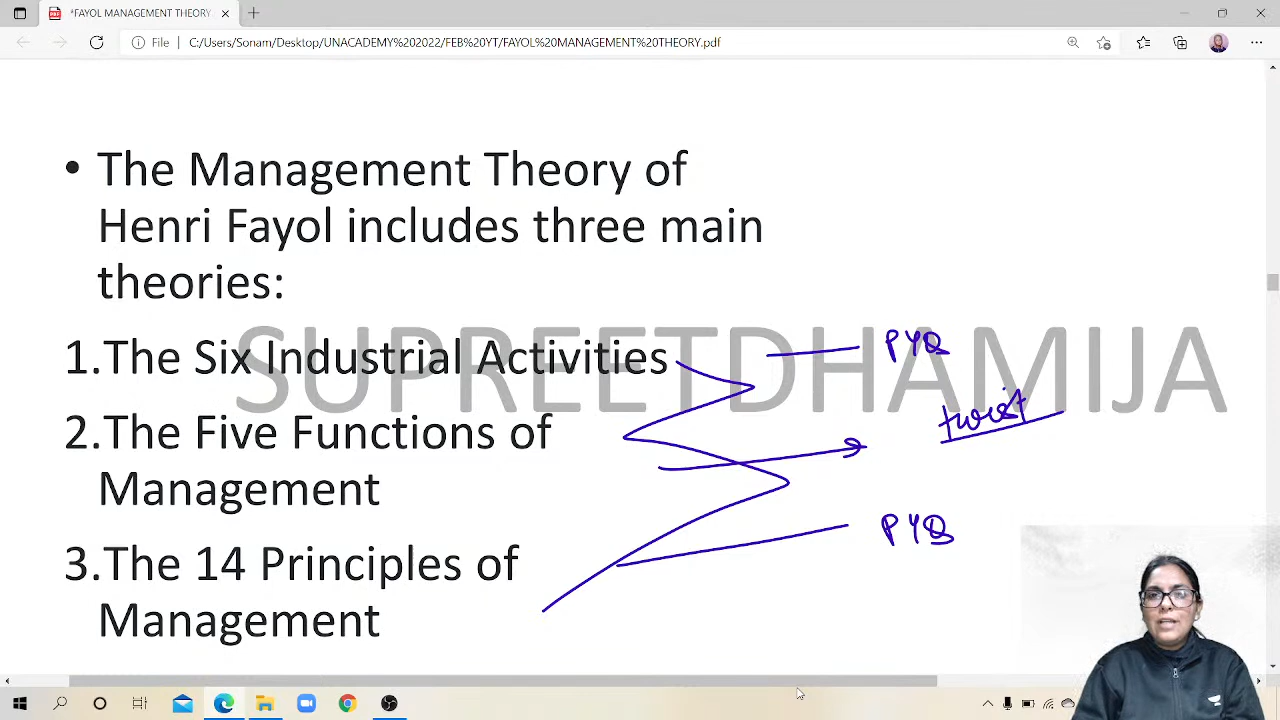 *FAYOL MANAGEMENT THEORY
File
C:/Users/Sonam/Desktop/UNACADEMY%202022/FEB%20YT/FAYOL%20MANAGEMENT%20THEORY.pdf
• The Management Theory of
Henri Fayol includes three main
theories:
SUPREETDHAMIJA
1.The Six Industrial Activities
PYQ
twist
2.The Five Functions of
Management
PYQ
3.The 14 Principles of
Management